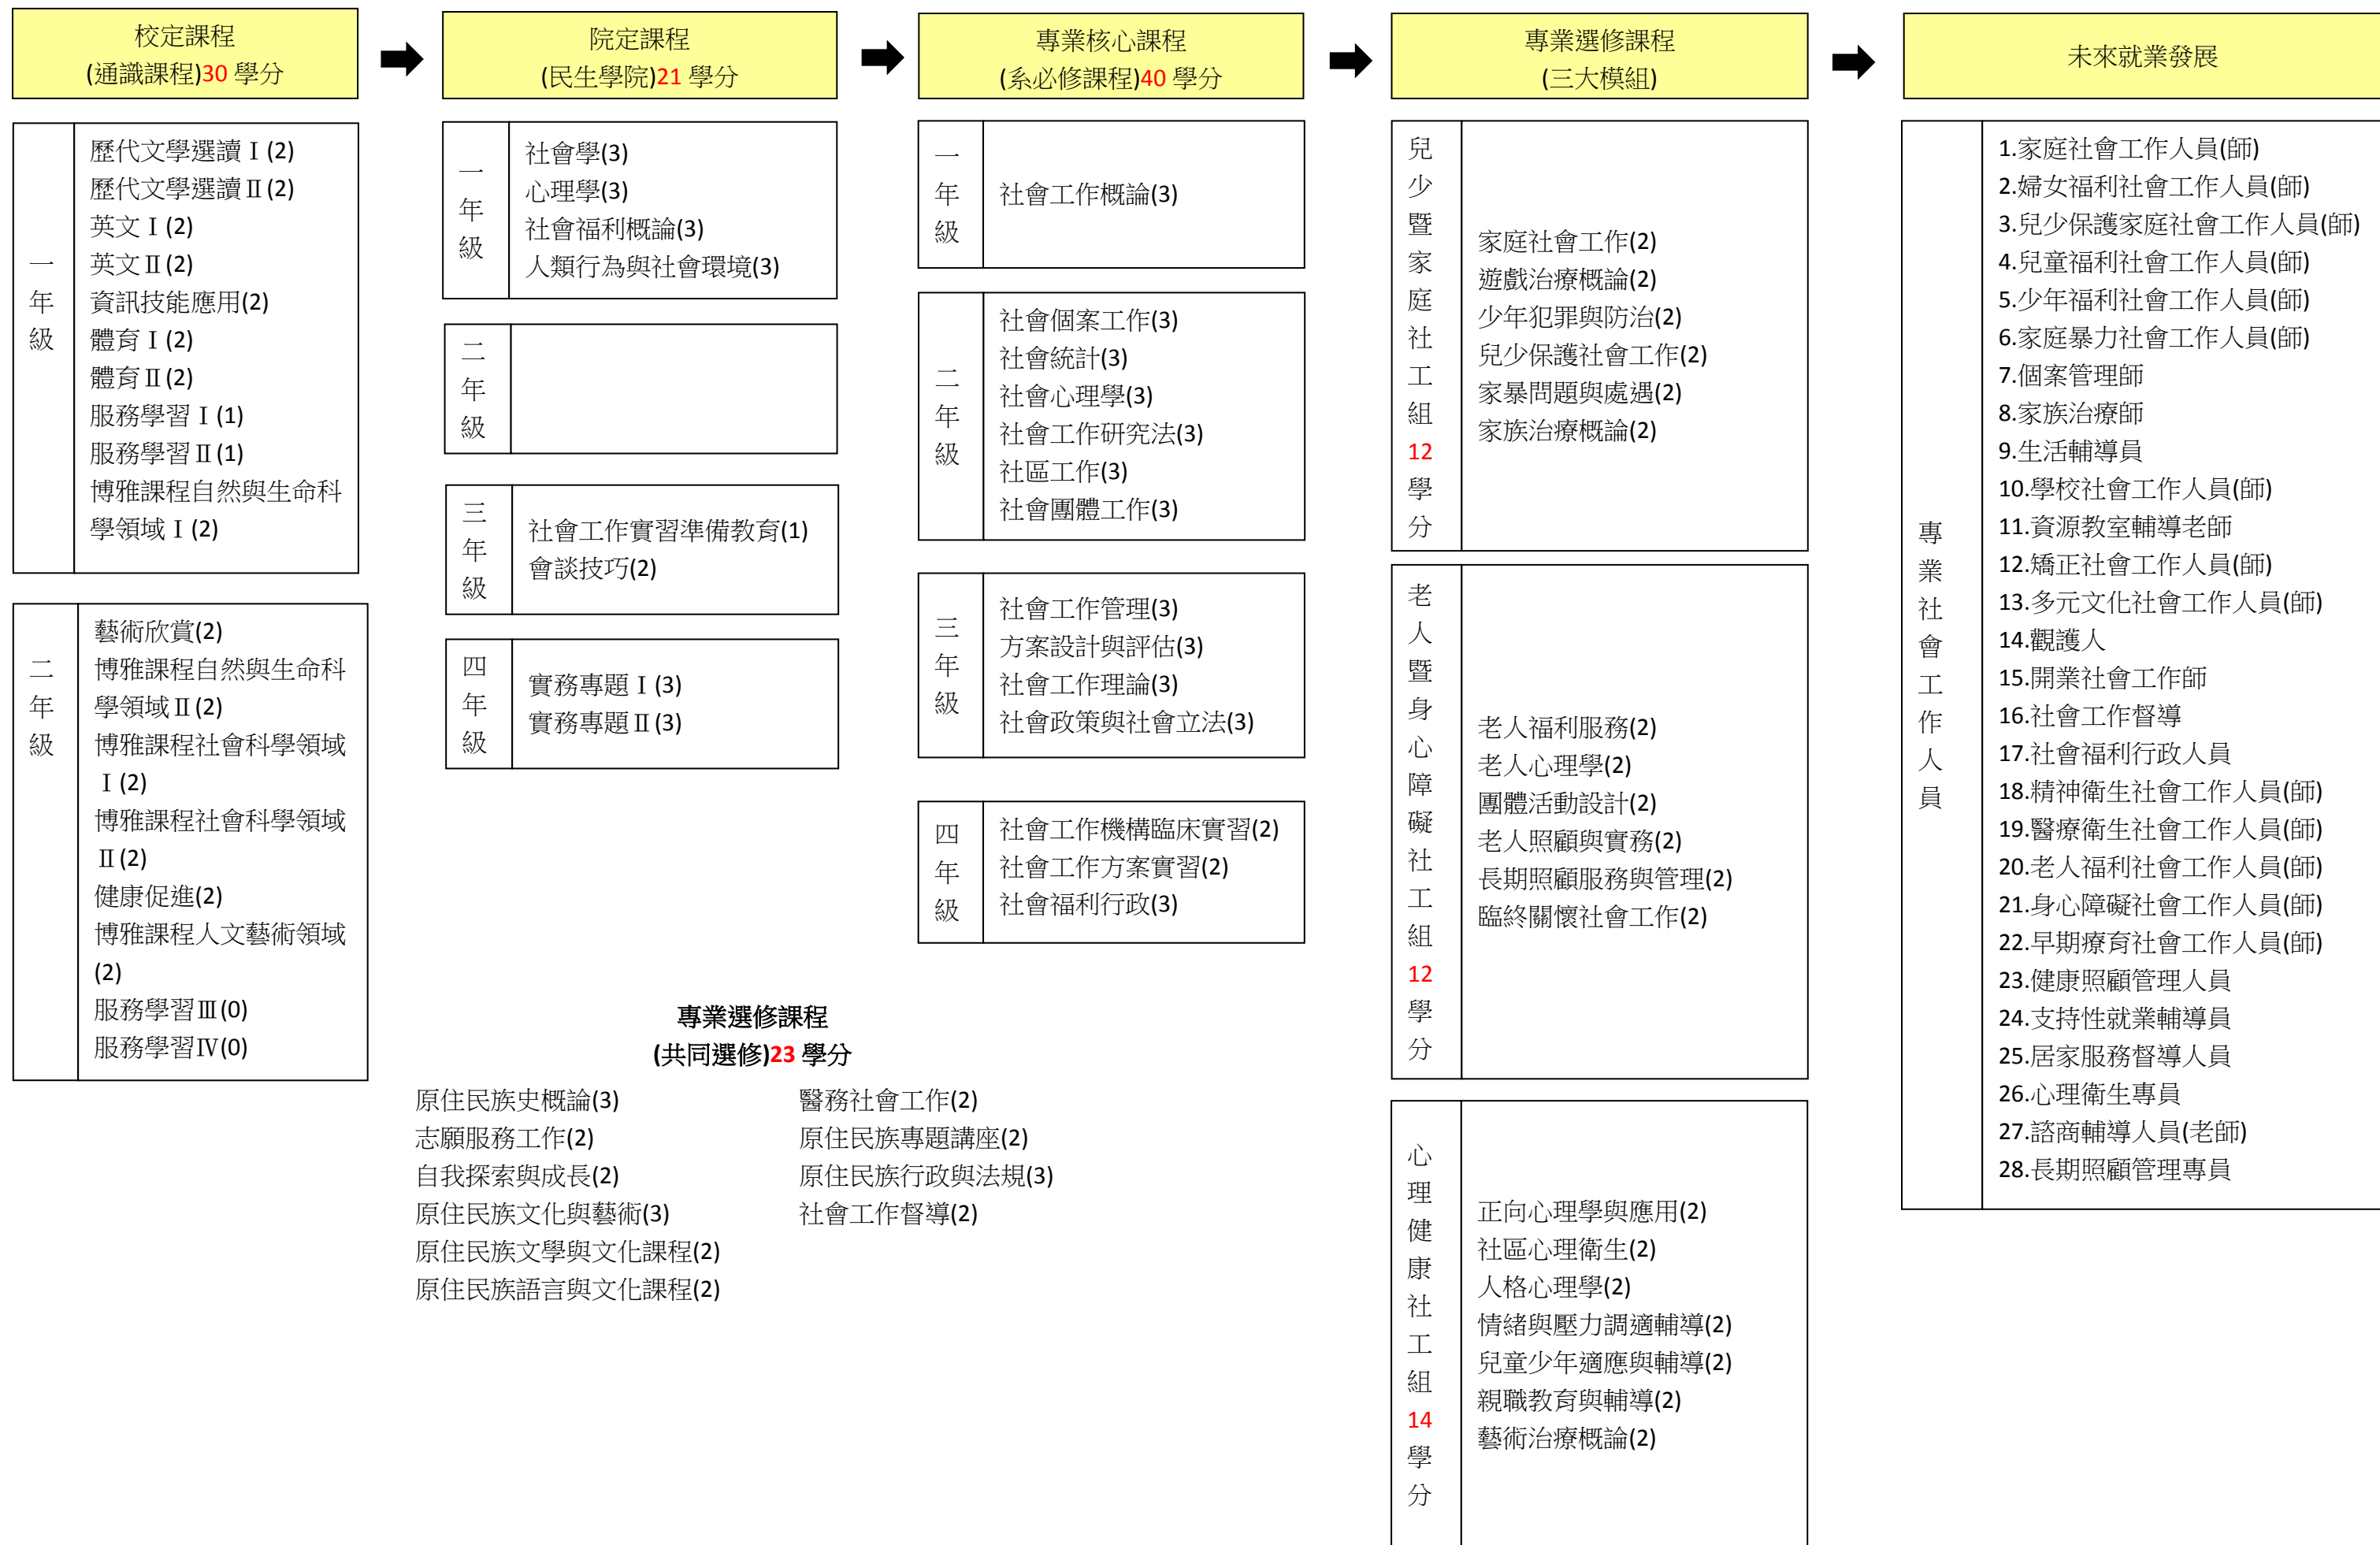 校定課程
(通識課程)30 學分
一年級
歷代文學選讀Ⅰ(2)
歷代文學選讀Ⅱ(2)
英文Ⅰ(2)
英文Ⅱ(2)
資訊技能應用(2)
體育Ⅰ(2)
體育Ⅱ(2)
服務學習Ⅰ(1)
服務學習Ⅱ(1)
博雅課程自然與生命科
學領域Ⅰ(2)
二年級
藝術欣賞(2)
博雅課程自然與生命科
學領域Ⅱ(2)
博雅課程社會科學領域
Ⅰ(2)
博雅課程社會科學領域
Ⅱ(2)
健康促進(2)
博雅課程人文藝術領域
(2)
服務學習Ⅲ(0)
服務學習Ⅳ(0)
院定課程
(民生學院)21 學分
一年級
社會學(3)
心理學(3)
社會福利概論(3)
人類行為與社會環境(3)
二年級
三年級
社會工作實習準備教育(1)
會談技巧(2)
四年級
實務專題Ⅰ(3)
實務專題Ⅱ(3)
專業核心課程
(系必修課程)40 學分
一年級
社會工作概論(3)
二年級
社會個案工作(3)
社會統計(3)
社會心理學(3)
社會工作研究法(3)
社區工作(3)
社會團體工作(3)
三年級
社會工作管理(3)
方案設計與評估(3)
社會工作理論(3)
社會政策與社會立法(3)
四年級
社會工作機構臨床實習(2)
社會工作方案實習(2)
社會福利行政(3)
專業選修課程
(共同選修)23 學分
原住民族史概論(3)
志願服務工作(2)
自我探索與成長(2)
原住民族文化與藝術(3)
原住民族文學與文化課程(2)
原住民族語言與文化課程(2)
醫務社會工作(2)
原住民族專題講座(2)
原住民族行政與法規(3)
社會工作督導(2)
專業選修課程
(三大模組)
兒少暨家庭社工組12學分
家庭社會工作(2)
遊戲治療概論(2)
少年犯罪與防治(2)
兒少保護社會工作(2)
家暴問題與處遇(2)
家族治療概論(2)
老人暨身心障礙社工組12學分
老人福利服務(2)
老人心理學(2)
團體活動設計(2)
老人照顧與實務(2)
長期照顧服務與管理(2)
臨終關懷社會工作(2)
心理健康社工組14學分
正向心理學與應用(2)
社區心理衛生(2)
人格心理學(2)
情緒與壓力調適輔導(2)
兒童少年適應與輔導(2)
親職教育與輔導(2)
藝術治療概論(2)
未來就業發展
專業社會工作人員
1.家庭社會工作人員(師)
2.婦女福利社會工作人員(師)
3.兒少保護家庭社會工作人員(師)
4.兒童福利社會工作人員(師)
5.少年福利社會工作人員(師)
6.家庭暴力社會工作人員(師)
7.個案管理師
8.家族治療師
9.生活輔導員
10.學校社會工作人員(師)
11.資源教室輔導老師
12.矯正社會工作人員(師)
13.多元文化社會工作人員(師)
14.觀護人
15.開業社會工作師
16.社會工作督導
17.社會福利行政人員
18.精神衛生社會工作人員(師)
19.醫療衛生社會工作人員(師)
20.老人福利社會工作人員(師)
21.身心障礙社會工作人員(師)
22.早期療育社會工作人員(師)
23.健康照顧管理人員
24.支持性就業輔導員
25.居家服務督導人員
26.心理衛生專員
27.諮商輔導人員(老師)
28.長期照顧管理專員